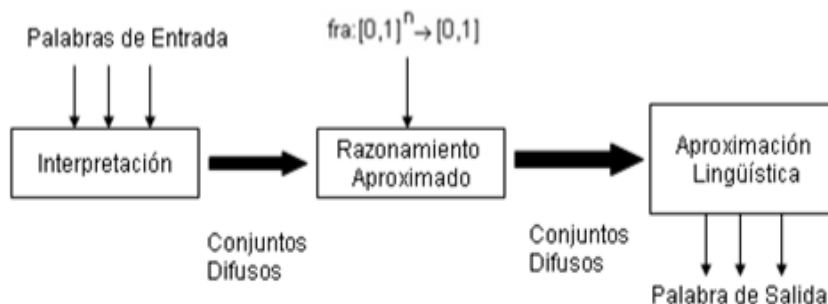 Palabras de Entrada
fra:[0,1]ⁿ→[0,1]
Interpretación
Razonamiento
Aproximado
Aproximación
Lingüística
Conjuntos
Difusos
Conjuntos
Difusos
Palabra de Salida